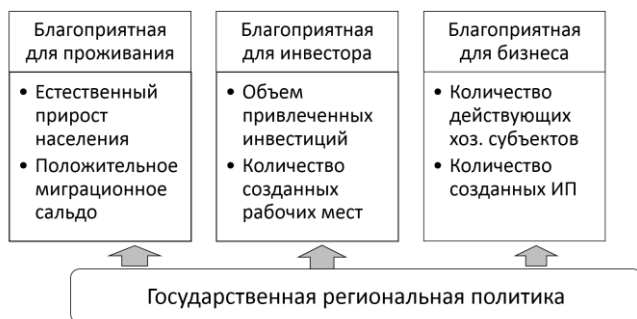 Благоприятная
для проживания
• Естественный
прирост
населения
• Положительное
миграционное
сальдо
Благоприятная
для инвестора
• Объем
привлеченных
инвестиций
• Количество
созданных
рабочих мест
Благоприятная
для бизнеса
• Количество
действующих
хоз. субъектов
• Количество
созданных ИП
Государственная региональная политика